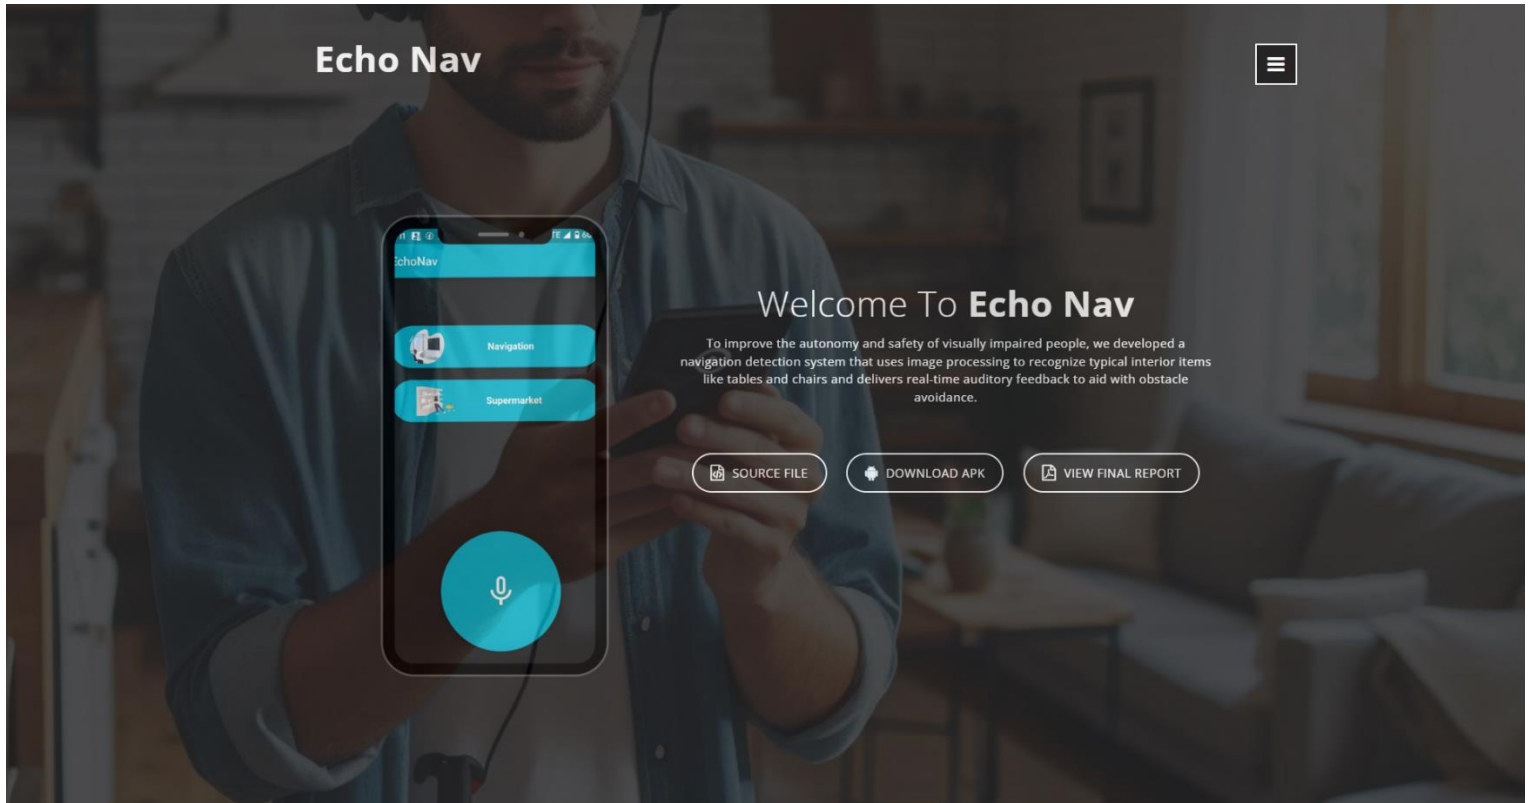 Echo Nav
EchoNav
Navigation
Supermarket
Welcome To Echo Nav
To improve the autonomy and safety of visually impaired people, we developed a
navigation detection system that uses image processing to recognize typical interior items
like tables and chairs and delivers real-time auditory feedback to aid with obstacle
avoidance.
SOURCE FILE
DOWNLOAD APK
VIEW FINAL REPORT